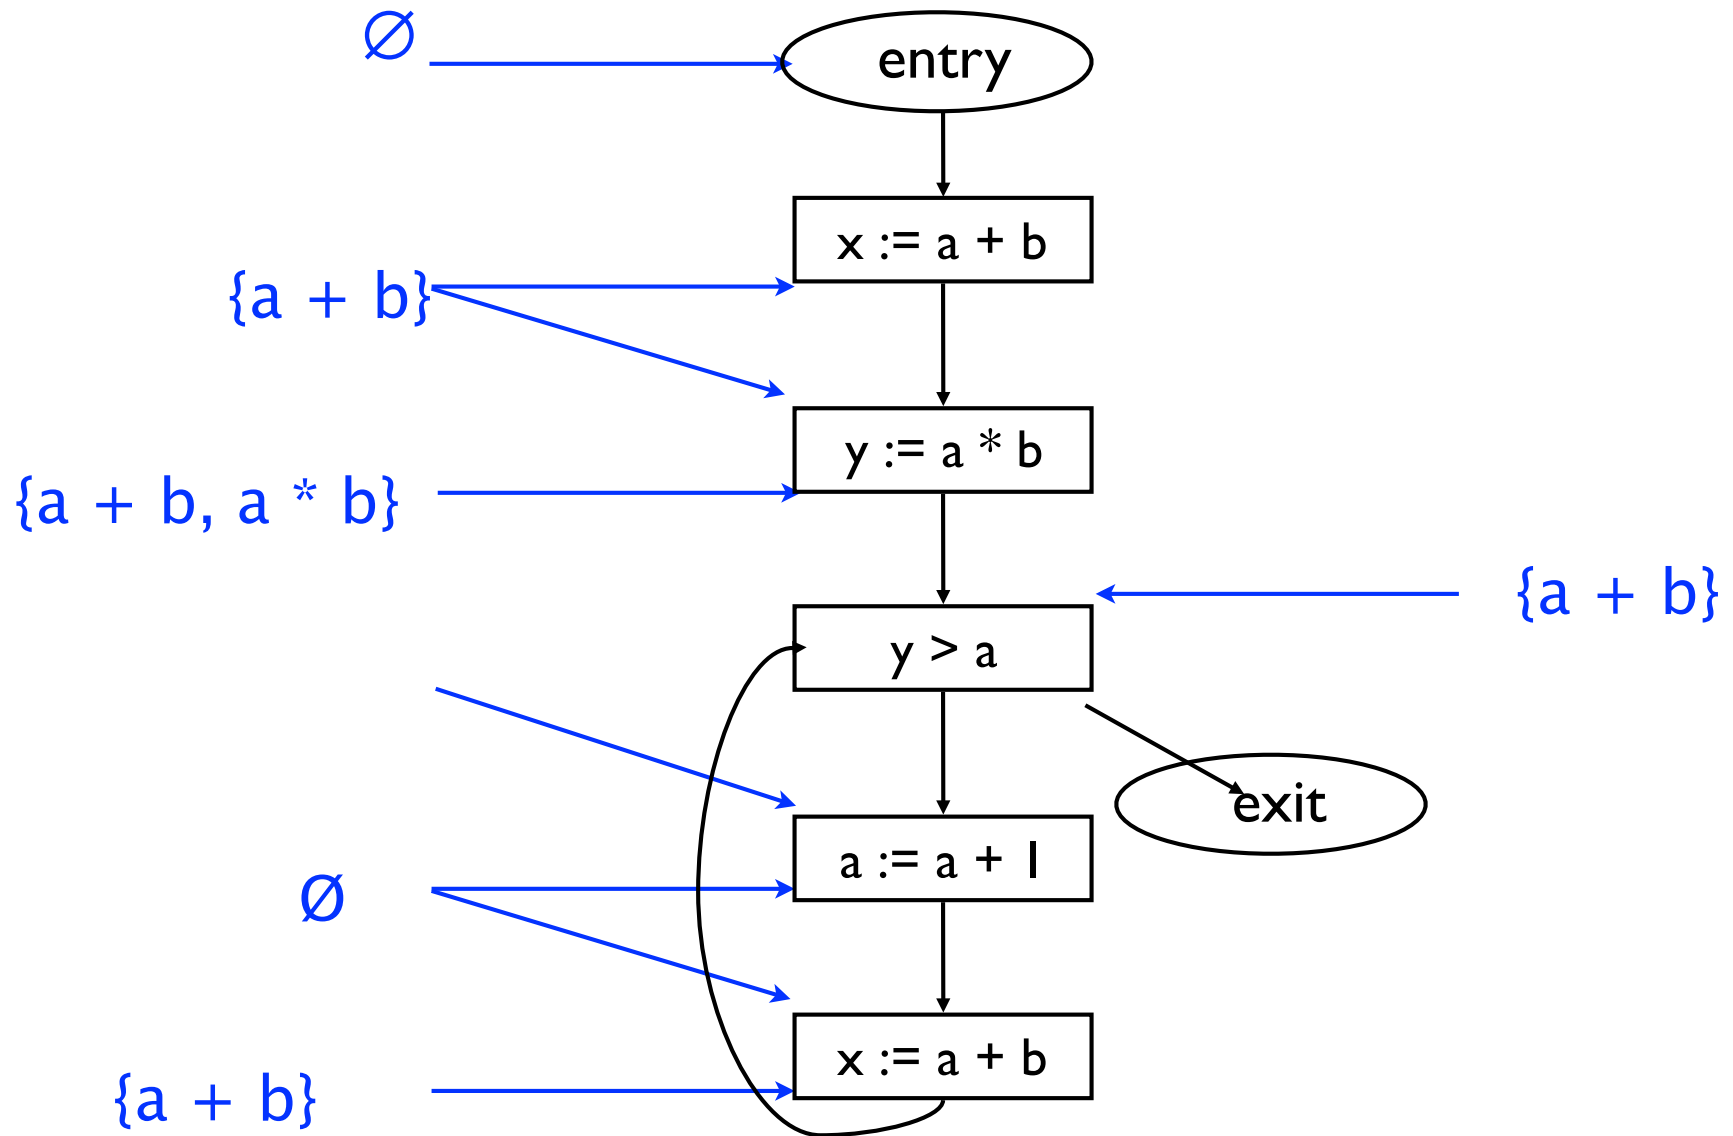 ∅
entry
x := a + b
{a + b}
y := a * b
{a + b, a * b}
{a + b}
y > a
exit
a := a + 1
Ø
x := a + b
{a + b}